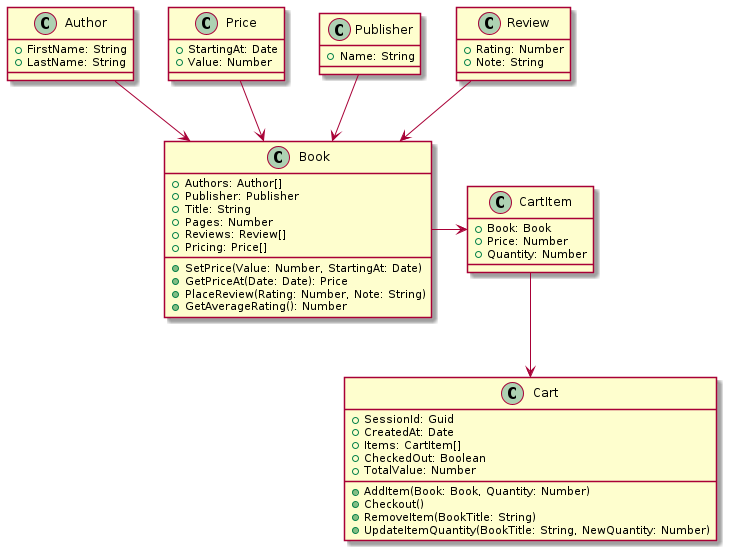 C Author
FirstName: String
LastName: String
C Price
StartingAt: Date
Value: Number
C Publisher
Name: String
C Review
Rating: Number
Note: String
C Book
Authors: Author[]
Publisher: Publisher
Title: String
Pages: Number
Reviews: Review[]
Pricing: Price[]
SetPrice(Value: Number, StartingAt: Date)
GetPriceAt(Date: Date): Price
PlaceReview(Rating: Number, Note: String)
GetAverageRating(): Number
C CartItem
Book: Book
Price: Number
Quantity: Number
C Cart
SessionId: Guid
CreatedAt: Date
Items: CartItem[]
CheckedOut: Boolean
TotalValue: Number
AddItem(Book: Book, Quantity: Number)
Checkout()
RemoveItem(BookTitle: String)
UpdateItemQuantity(BookTitle: String, NewQuantity: Number)